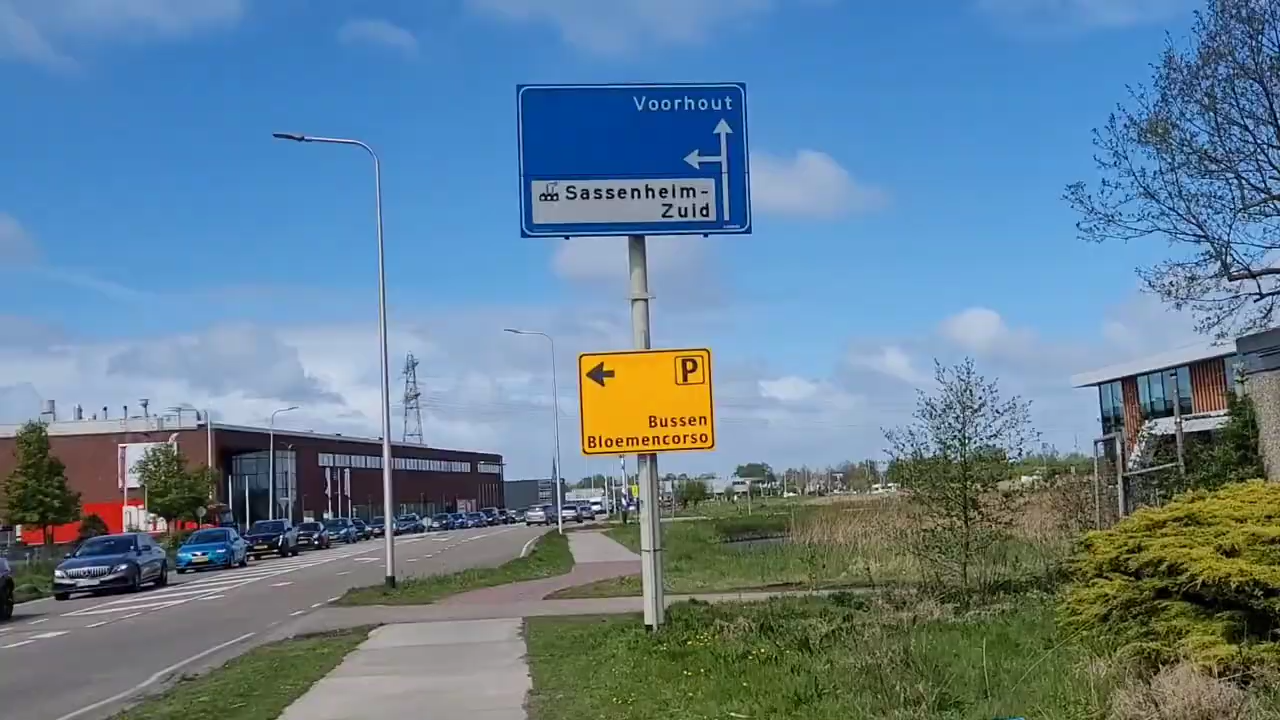 Voorhout
Sassenheim-
Zuid
P
Bussen
Bloemencorso